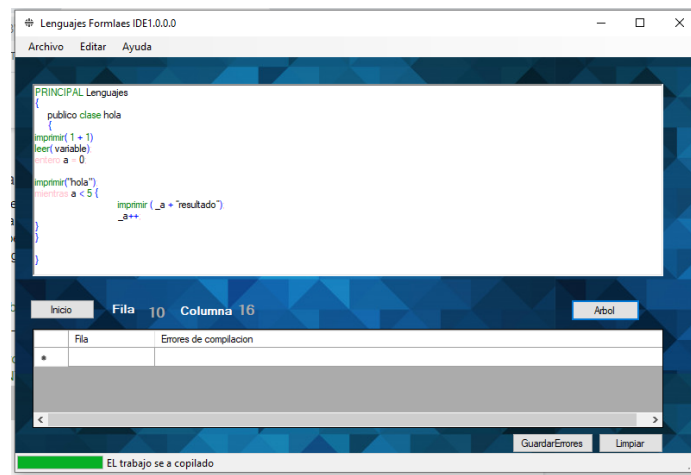 Lenguajes Formlaes IDE1.0.0.0
Archivo Editar Ayuda
PRINCIPAL Lenguajes
{
publico clase hola
{
imprimir( 1 + 1)
leer( variable)
entero a = 0
imprimir("hola")
mientras a < 5 {
imprimir ( _a + "resultado")
_a++
}
}
}
Inicio Fila 10 Columna 16 Arbol
Fila Errores de compilacion
*
GuardarErrores Limpiar
EL trabajo se a copilado